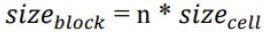 size_block = n * size_cell